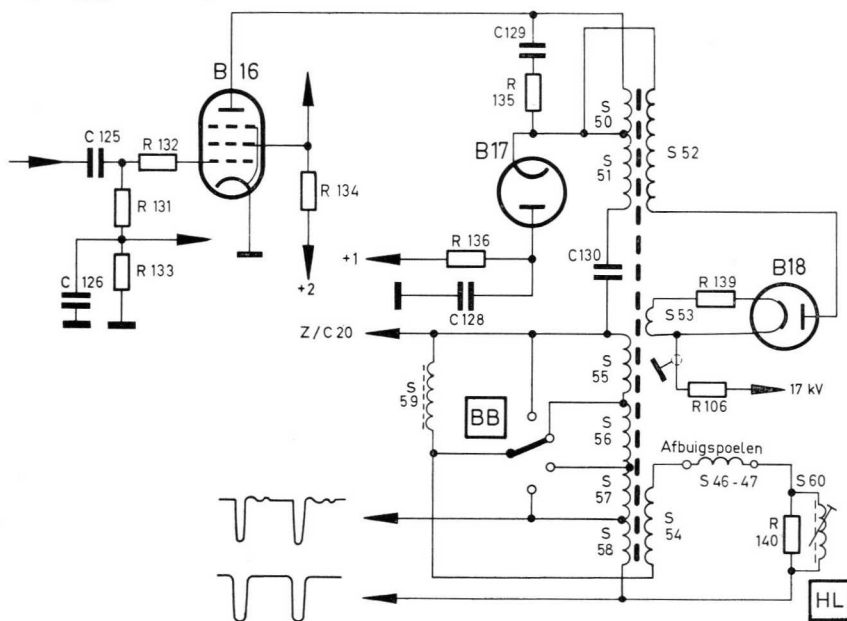 C129
B 16
R
135
S
50
C 125
R 132
B17
S
51
S 52
R 134
R 131
R 136
C130
+1
R 139
B18
C
126
R 133
+2
C128
S 53
Z / C 20
S
55
17 kV
R106
S
59
BB
S
56
Afbuigspoelen
S 46 - 47
S 60
S
57
S
54
R
140
S
58
HL